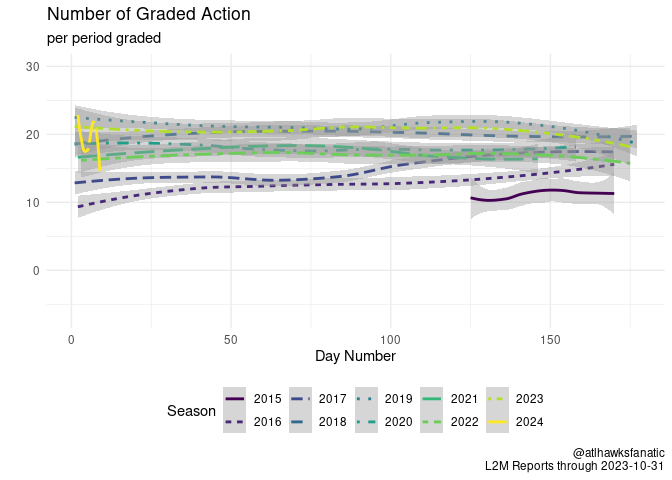 Number of Graded Action
per period graded
30
20
10
0
0 50 100 150
Day Number
Season 2015 2017 2019 2021 2023
2016 2018 2020 2022 2024
@atlhawksfanatic
L2M Reports through 2023-10-31